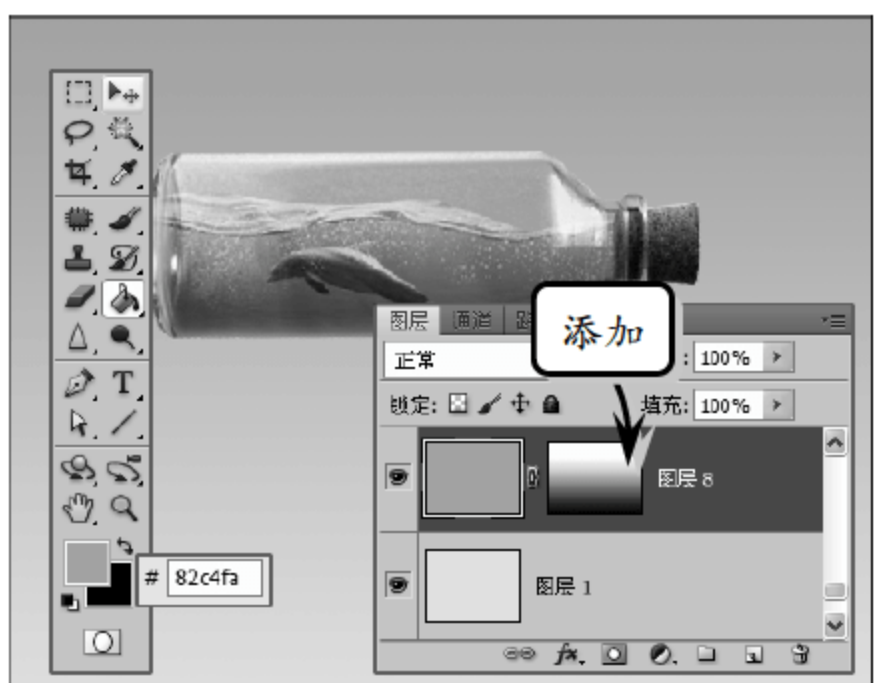 图层 通道
添加
正常
: 100%
锁定:
填充: 100%
图层 8
# 82c4fa
图层 1
fx.